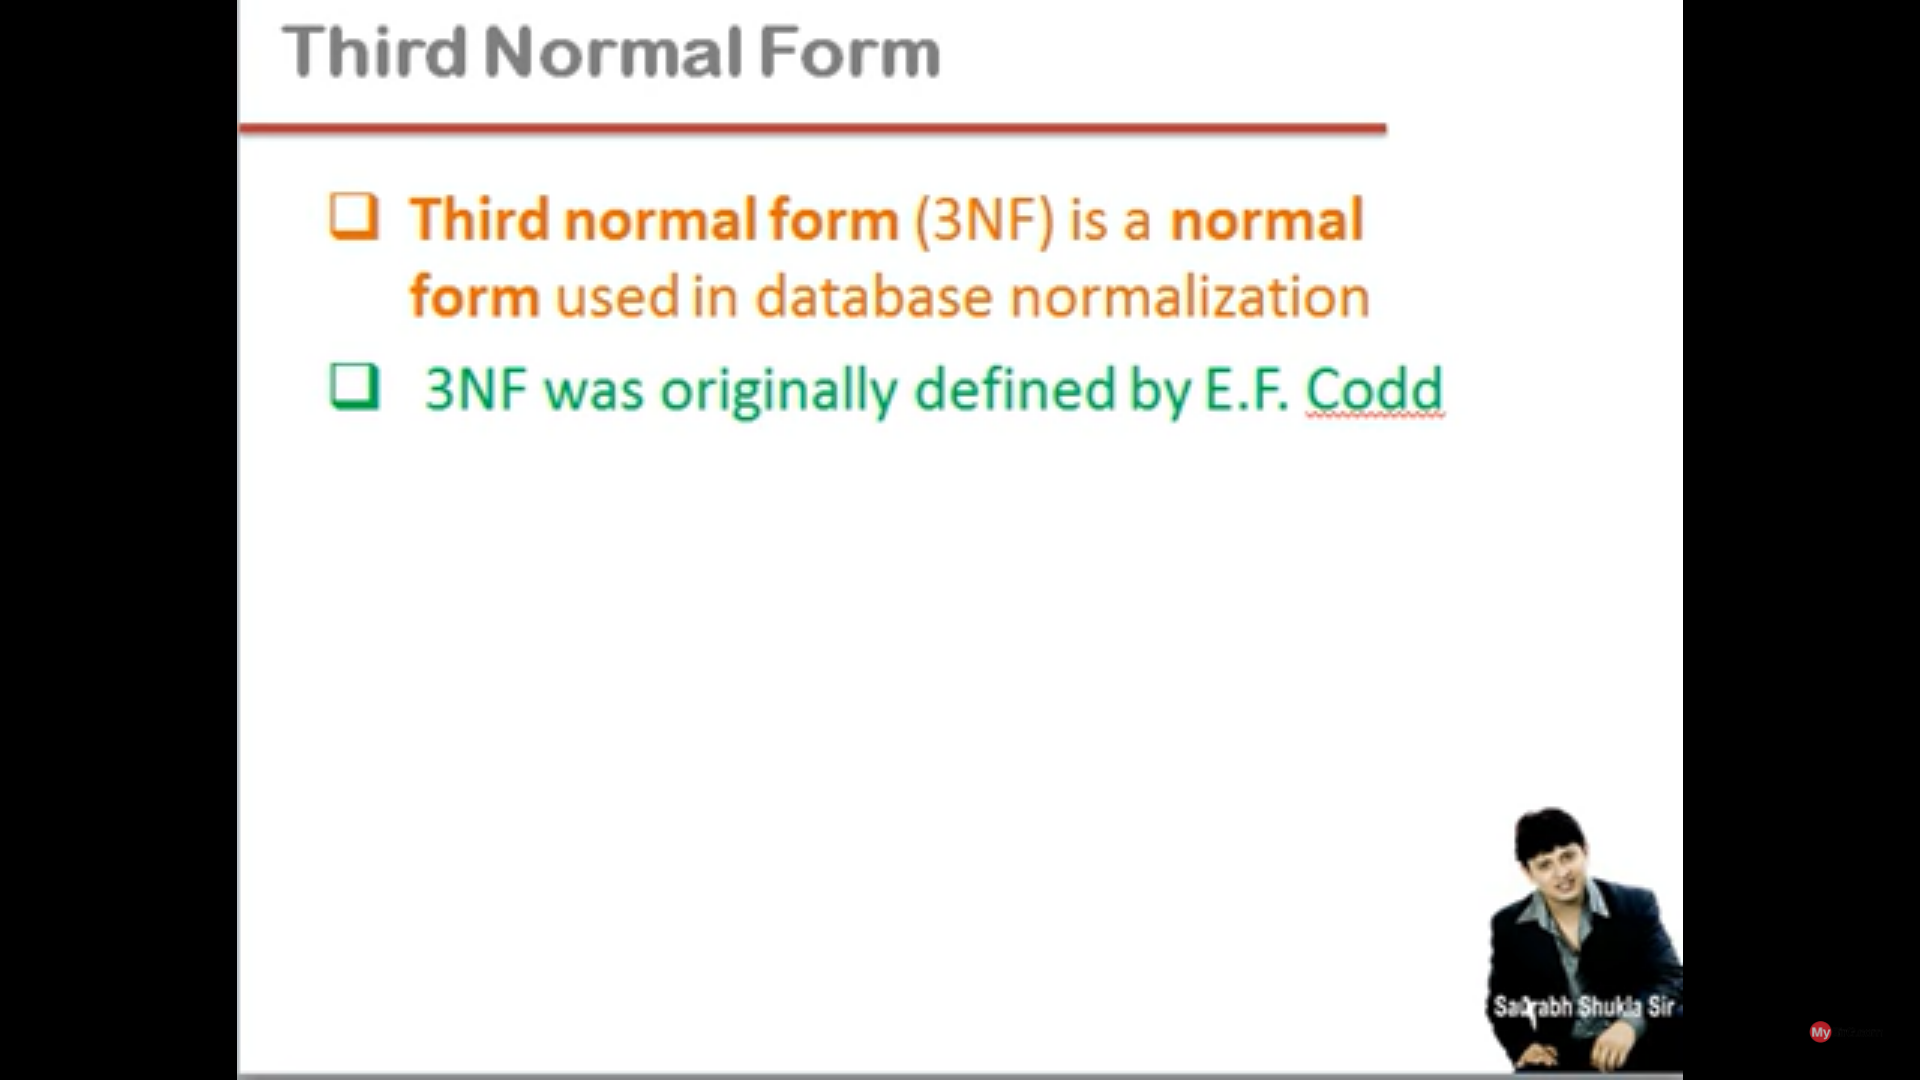 Third Normal Form
Third normal form (3NF) is a normal
form used in database normalization
3NF was originally defined by E.F. Codd
Saurabh Shukla Sir
My